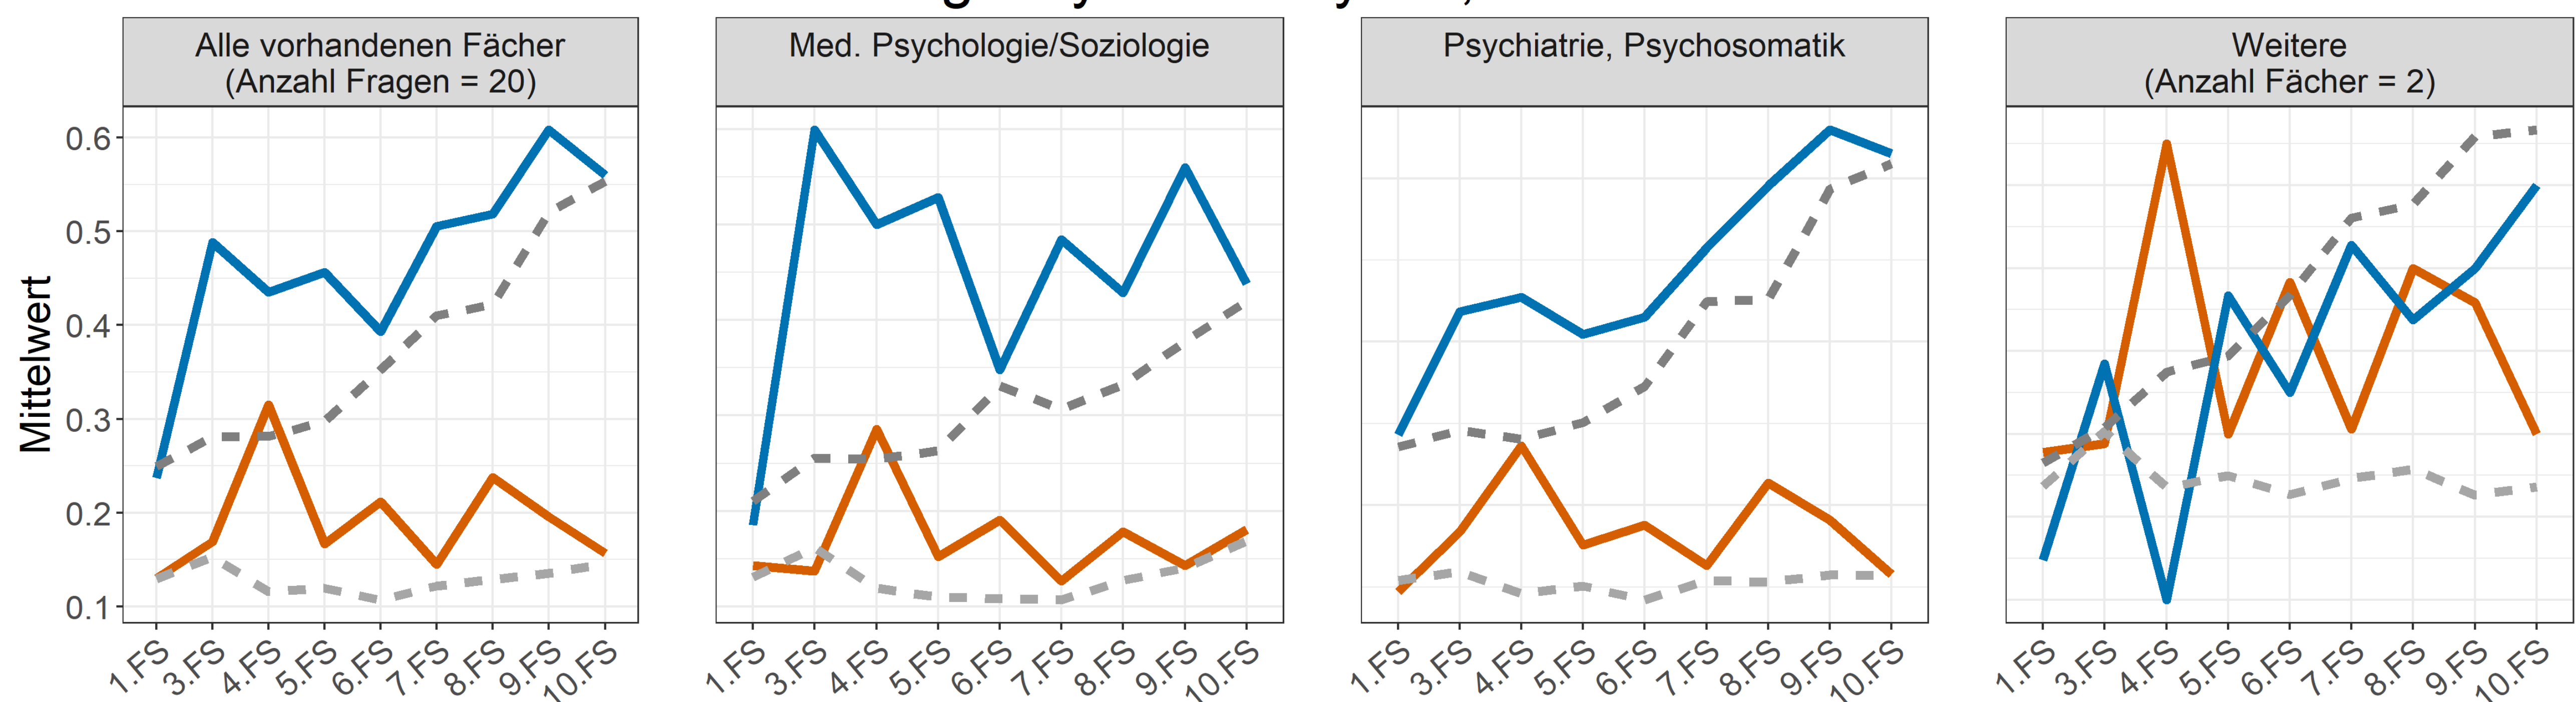 Alle vorhandenen Fächer
(Anzahl Fragen = 20)
Med. Psychologie/Soziologie
Psychiatrie, Psychosomatik
Weitere
(Anzahl Fächer = 2)
Mittelwert
0.6
0.5
0.4
0.3
0.2
0.1
1.FS 3.FS 4.FS 5.FS 6.FS 7.FS 8.FS 9.FS 10.FS
1.FS 3.FS 4.FS 5.FS 6.FS 7.FS 8.FS 9.FS 10.FS
1.FS 3.FS 4.FS 5.FS 6.FS 7.FS 8.FS 9.FS 10.FS
1.FS 3.FS 4.FS 5.FS 6.FS 7.FS 8.FS 9.FS 10.FS